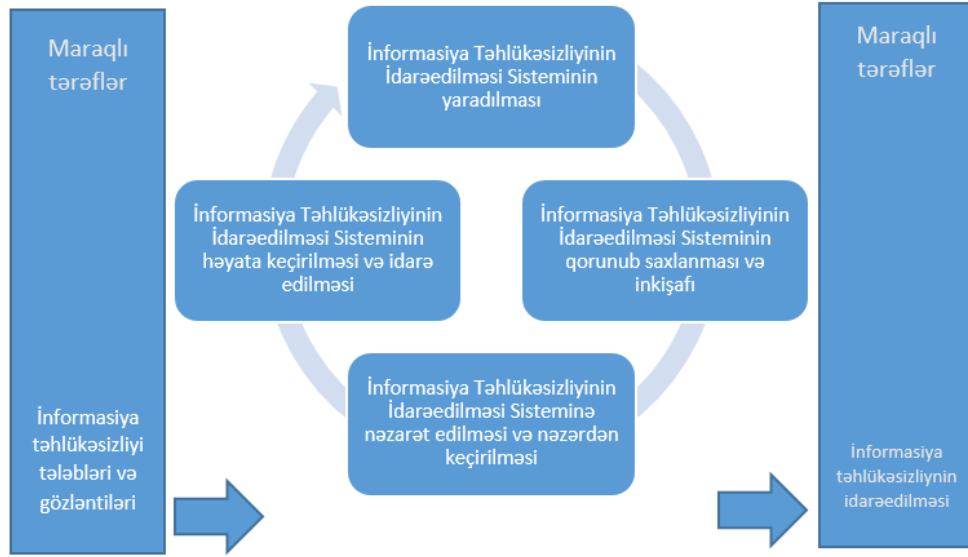 Maraqlı
tərəflər
İnformasiya
təhlükəsizliyi
tələbləri və
gözləntiləri
İnformasiya Təhlükəsizliyinin
İdarəedilməsi Sisteminin
yaradılması
İnformasiya Təhlükəsizliyinin
İdarəedilməsi Sisteminin
həyata keçirilməsi və idarə
edilməsi
İnformasiya Təhlükəsizliyinin
İdarəedilməsi Sisteminin
qorunub saxlanması və
inkişafı
İnformasiya Təhlükəsizliyinin
İdarəedilməsi Sisteminə
nəzarət edilməsi və nəzərdən
keçirilməsi
Maraqlı
tərəflər
İnformasiya
təhlükəsizliynin
idarəedilməsi